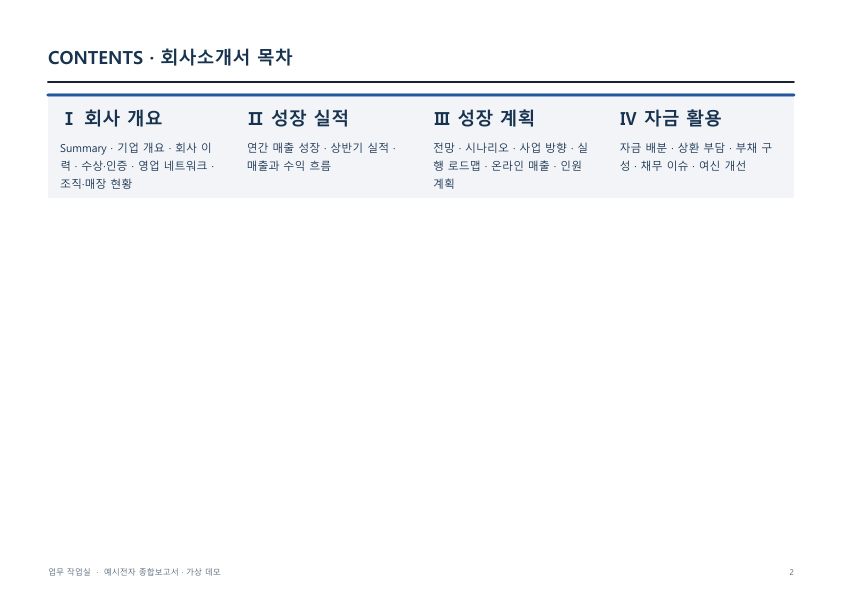 CONTENTS · 회사소개서 목차
Ⅰ 회사 개요
Summary · 기업 개요 · 회사 이
력 · 수상·인증 · 영업 네트워크 ·
조직·매장 현황
Ⅱ 성장 실적
연간 매출 성장 · 상반기 실적 ·
매출과 수익 흐름
Ⅲ 성장 계획
전망 · 시나리오 · 사업 방향 · 실
행 로드맵 · 온라인 매출 · 인원
계획
Ⅳ 자금 활용
자금 배분 · 상환 부담 · 부채 구
성 · 채무 이슈 · 여신 개선
업무 작업실 · 예시전자 종합보고서 · 가상 데모
2